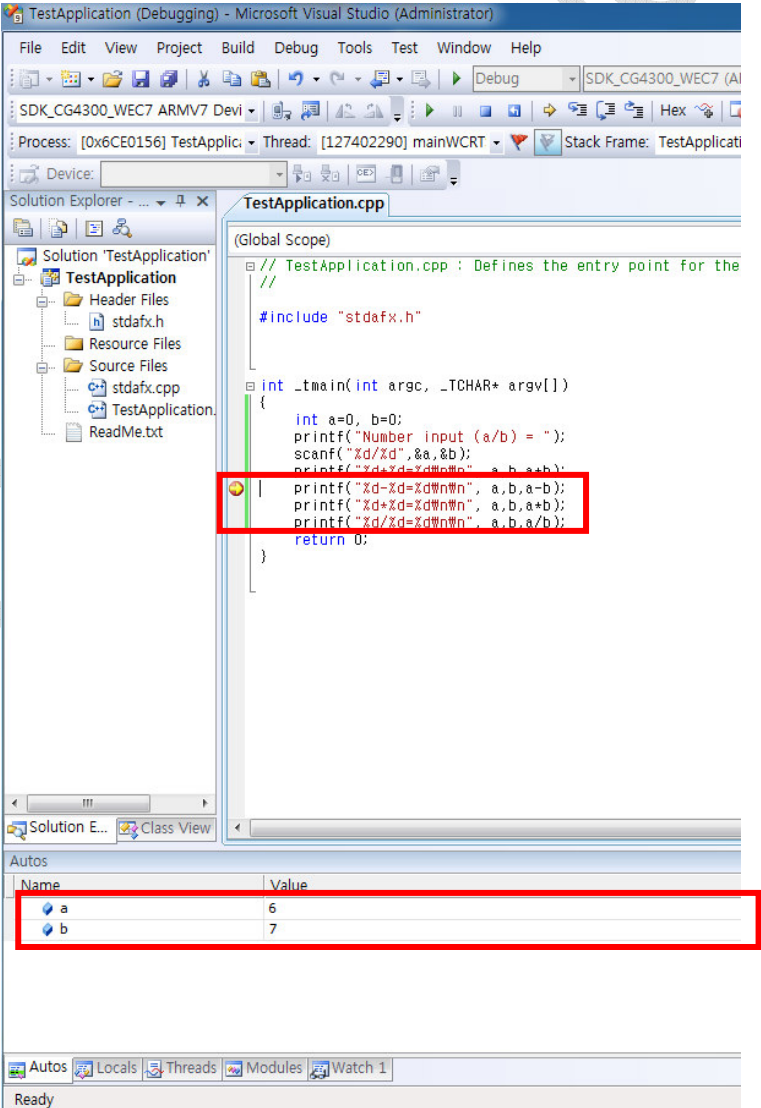 TestApplication (Debugging) - Microsoft Visual Studio (Administrator)
File Edit View Project Build Debug Tools Test Window Help
Debug SDK_CG4300_WEC7 (AI
SDK_CG4300_WEC7 ARMV7 Devi Hex
Process: [0x6CE0156] TestApplic Thread: [127402290] mainWCRT Stack Frame: TestApplicati
Device:
Solution Explorer - ...
TestApplication.cpp
(Global Scope)
Solution 'TestApplication'
TestApplication
Header Files
stdafx.h
Resource Files
Source Files
stdafx.cpp
TestApplication.
ReadMe.txt
// TestApplication.cpp : Defines the entry point for the
//
#include "stdafx.h"
int _tmain(int argc, _TCHAR* argv[])
{
int a=0, b=0;
printf("Number input (a/b) = ");
scanf("%d/%d",&a,&b);
printf("%d+%d=%d₩n₩n", a,b,a+b);
printf("%d-%d=%d₩n₩n", a,b,a-b);
printf("%d*%d=%d₩n₩n", a,b,a*b);
printf("%d/%d=%d₩n₩n", a,b,a/b);
return 0;
}
Solution E... Class View
Autos
Name Value
a 6
b 7
Autos Locals Threads Modules Watch 1
Ready